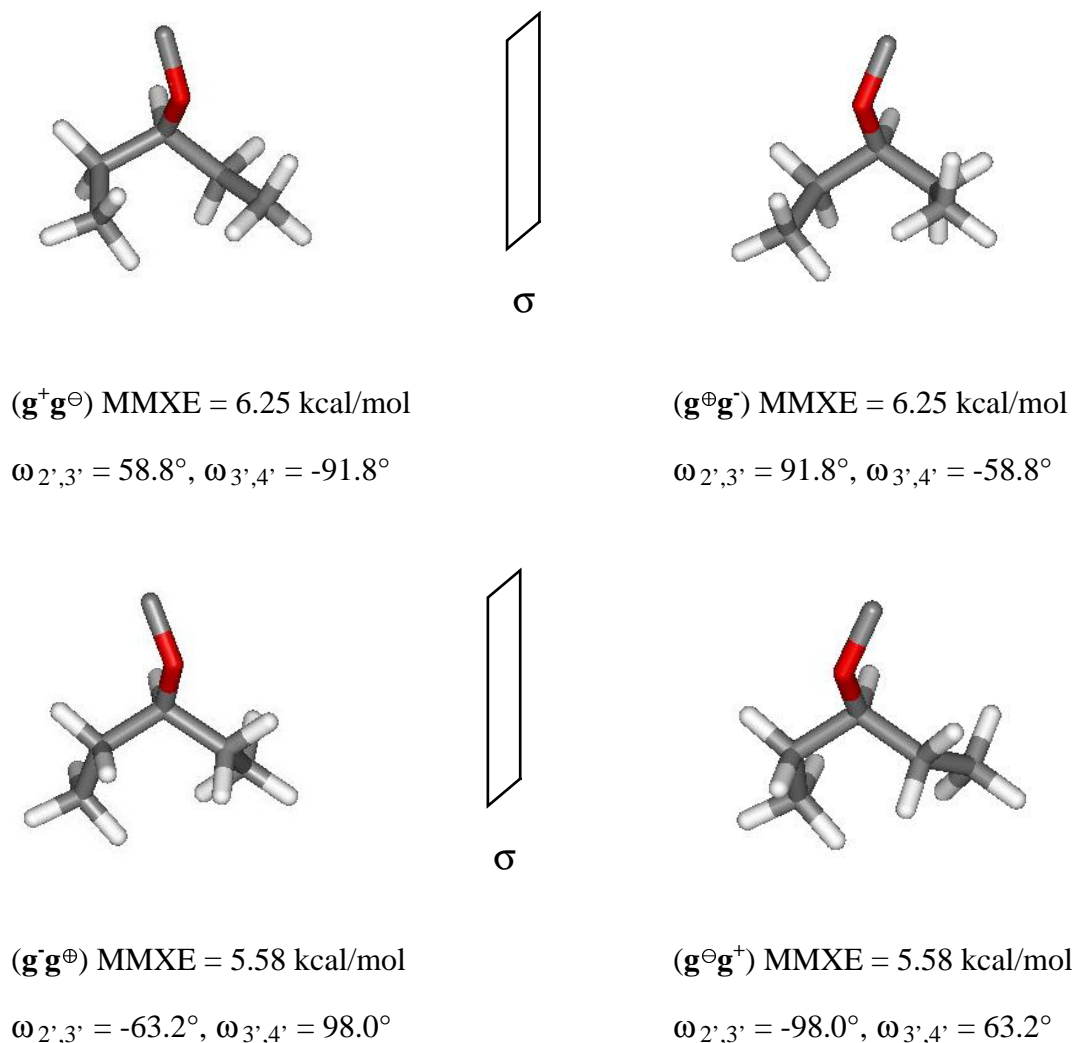 σ
(g⁺g⊖) MMXE = 6.25 kcal/mol (g⊕g⁻) MMXE = 6.25 kcal/mol
ω2',3' = 58.8°, ω3',4' = -91.8° ω2',3' = 91.8°, ω3',4' = -58.8°
σ
(g⁻g⊕) MMXE = 5.58 kcal/mol (g⊖g⁺) MMXE = 5.58 kcal/mol
ω2',3' = -63.2°, ω3',4' = 98.0° ω2',3' = -98.0°, ω3',4' = 63.2°